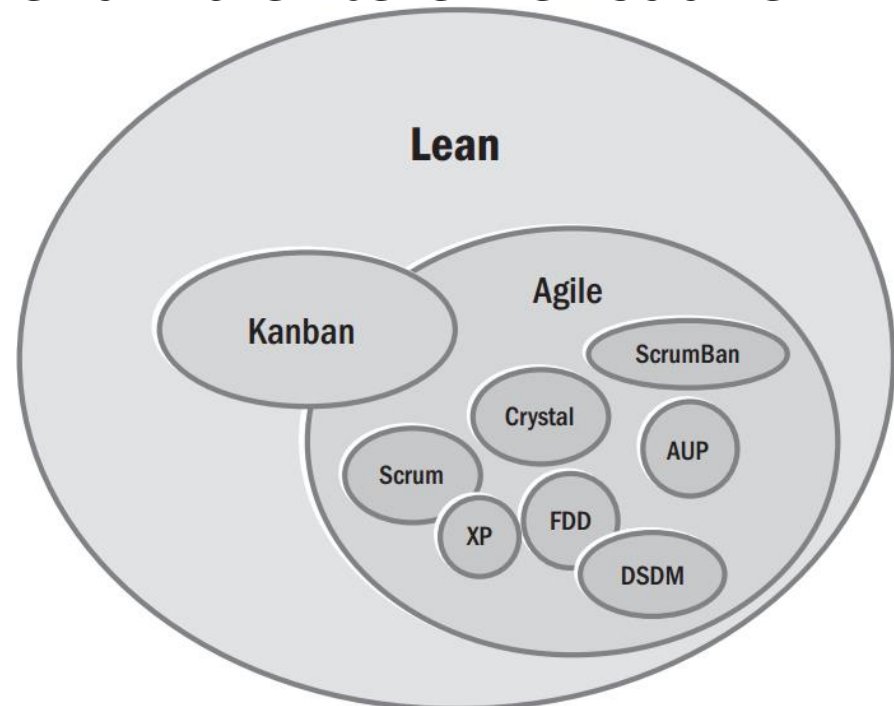 Lean
Agile
Kanban
ScrumBan
Crystal
AUP
Scrum
FDD
XP
DSDM